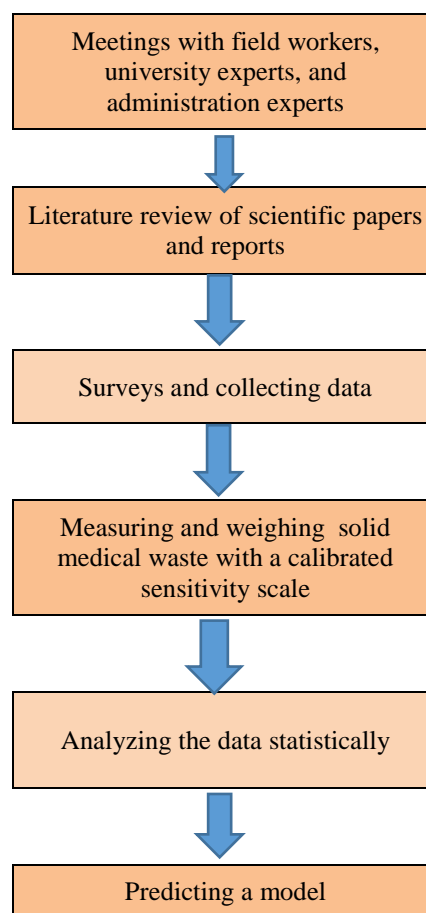 Meetings with field workers,
university experts, and
administration experts
Literature review of scientific papers
and reports
Surveys and collecting data
Measuring and weighing  solid
medical waste with a calibrated
sensitivity scale
Analyzing the data statistically
Predicting a model